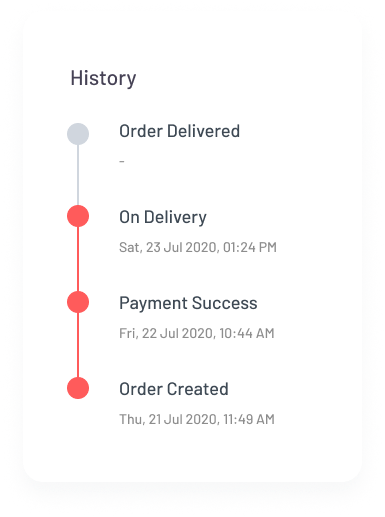 History
Order Delivered
-
On Delivery
Sat, 23 Jul 2020, 01:24 PM
Payment Success
Fri, 22 Jul 2020, 10:44 AM
Order Created
Thu, 21 Jul 2020, 11:49 AM